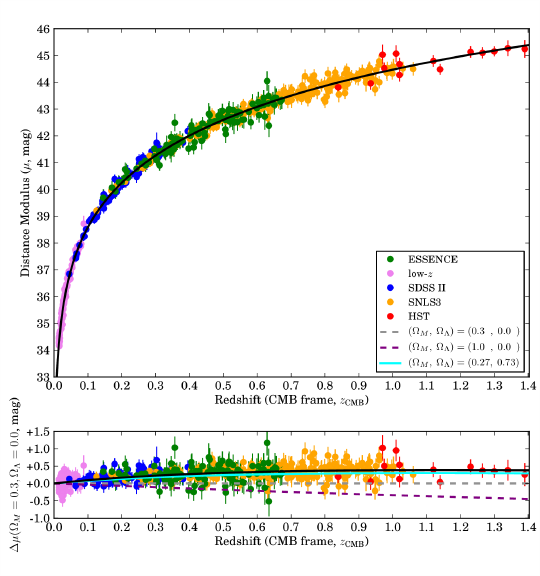 46
45
44
43
42
41
40
39
38
37
36
35
34
33
Distance Modulus (μ, mag)
ESSENCE
low-z
SDSS II
SNLS3
HST
(Ω_M, Ω_Λ) = (0.3 , 0.0 )
(Ω_M, Ω_Λ) = (1.0 , 0.0 )
(Ω_M, Ω_Λ) = (0.27, 0.73)
0.0 0.1 0.2 0.3 0.4 0.5 0.6 0.7 0.8 0.9 1.0 1.1 1.2 1.3 1.4
Redshift (CMB frame, z_CMB)
+1.5
+1.0
+0.5
+0.0
-0.5
-1.0
Δμ(Ω_M = 0.3, Ω_Λ = 0.0, mag)
0.0 0.1 0.2 0.3 0.4 0.5 0.6 0.7 0.8 0.9 1.0 1.1 1.2 1.3 1.4
Redshift (CMB frame, z_CMB)